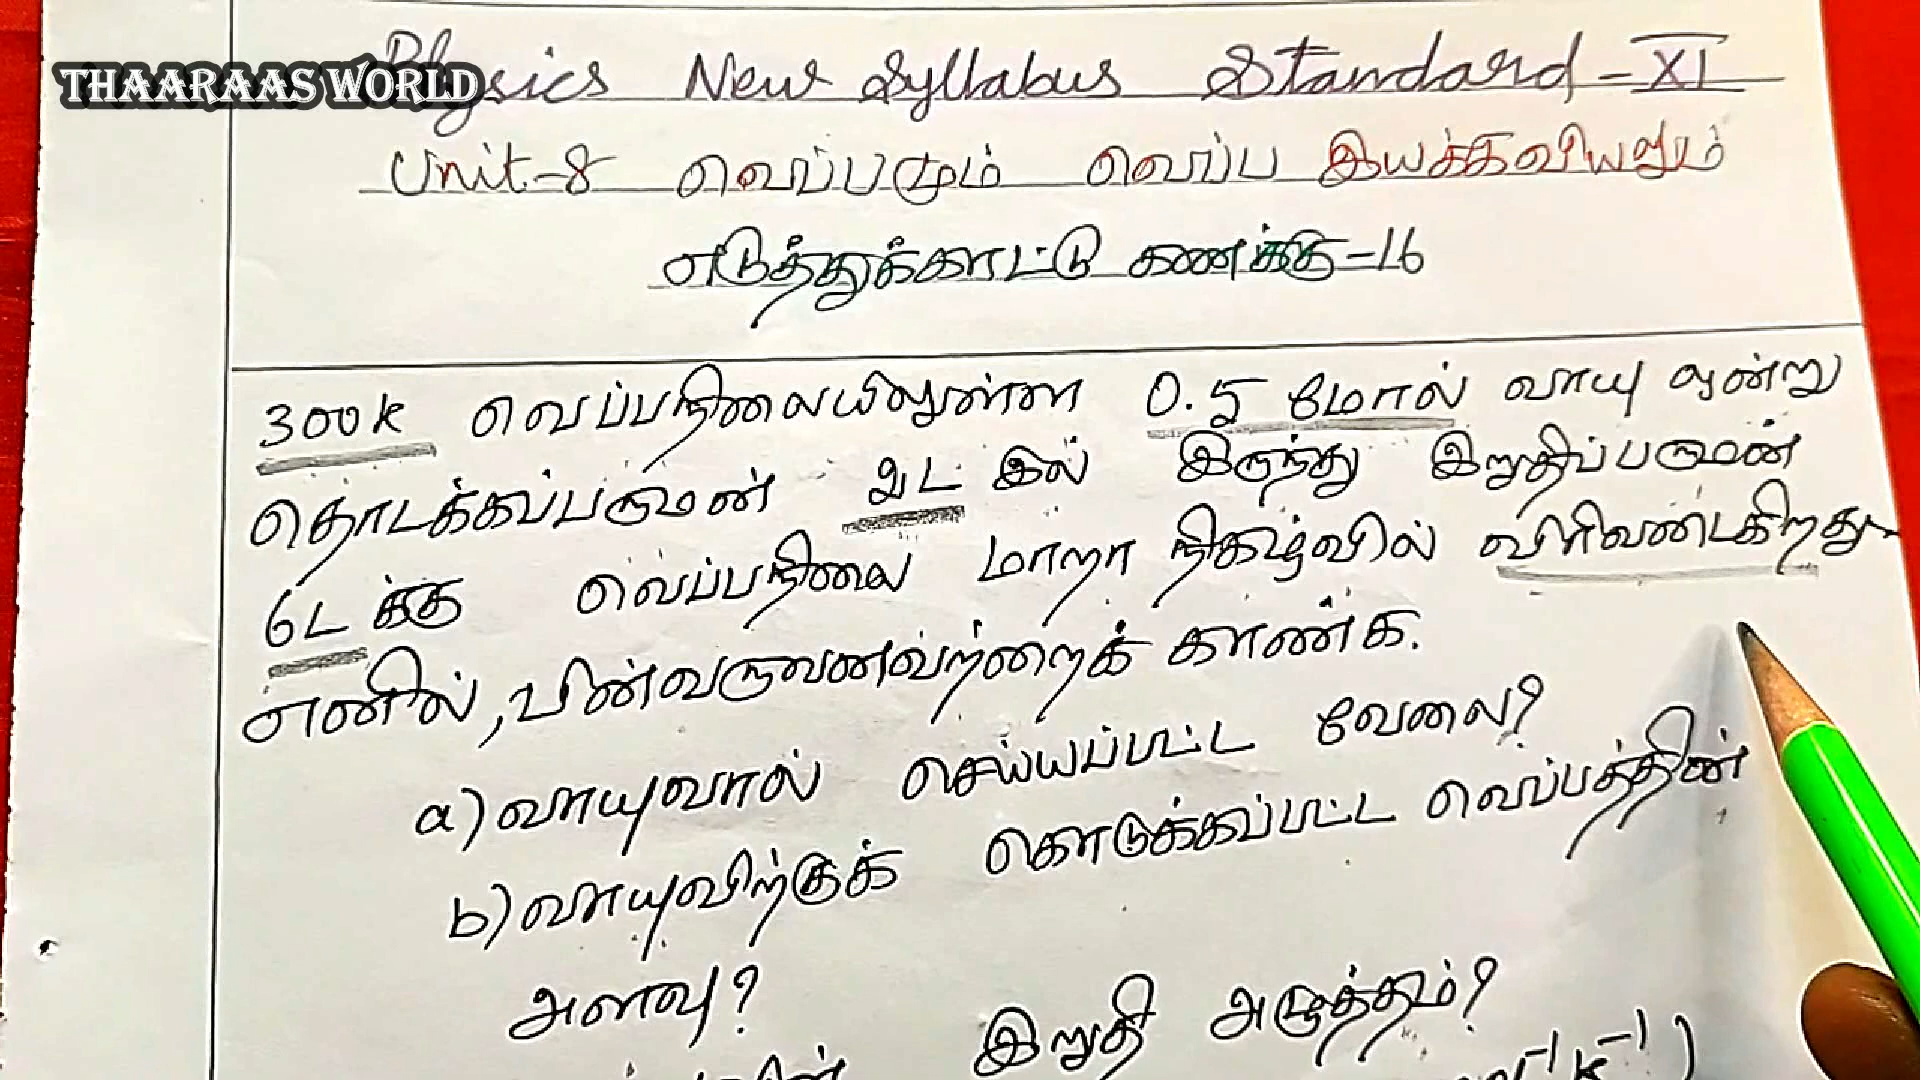 THAARAAS WORLD
Physics New Syllabus Standard - XI
Unit-8 வெப்பமும் வெப்ப இயக்கவியலும்
எடுத்துக்காட்டு கணக்கு-16
300k வெப்பநிலையிலுள்ள 0.5 மோல் வாயு ஒன்று
தொடக்கப்பருமன் 2L இல் இருந்து இறுதிப்பருமன்
6L க்கு வெப்பநிலை மாறா நிகழ்வில் விரிவடைகிறது
எனில், பின்வருவனவற்றைக் காண்க.
a) வாயுவால் செய்யப்பட்ட வேலை?
b) வாயுவிற்குக் கொடுக்கப்பட்ட வெப்பத்தின்
அளவு?
இறுதி அழுத்தம்?
k⁻¹)